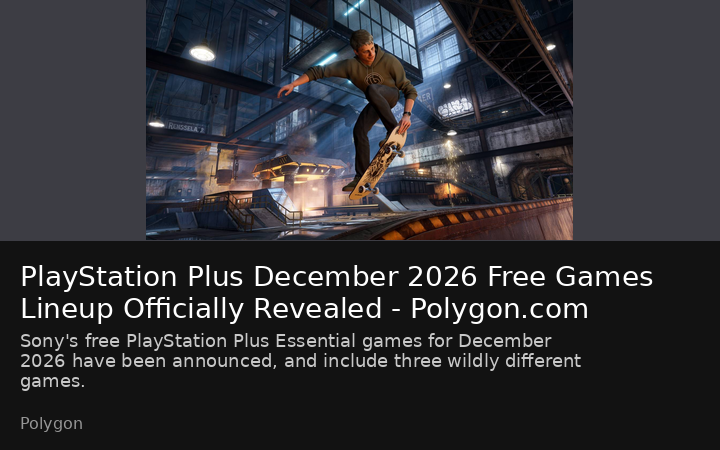 PlayStation Plus December 2026 Free Games
Lineup Officially Revealed - Polygon.com
Sony's free PlayStation Plus Essential games for December
2026 have been announced, and include three wildly different
games.
Polygon